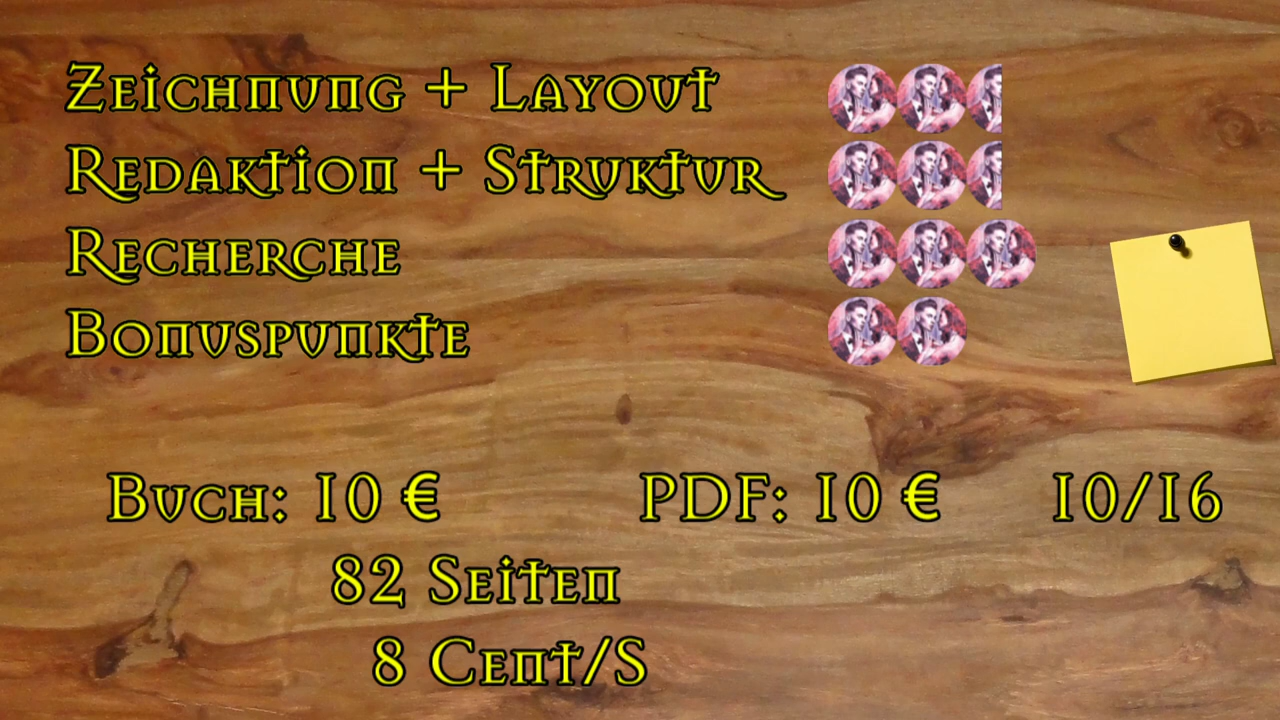 Zeichnung + Layout
Redaktion + Struktur
Recherche
Bonuspunkte
Buch: 10 € PDF: 10 € 10/16
82 Seiten
8 Cent/S